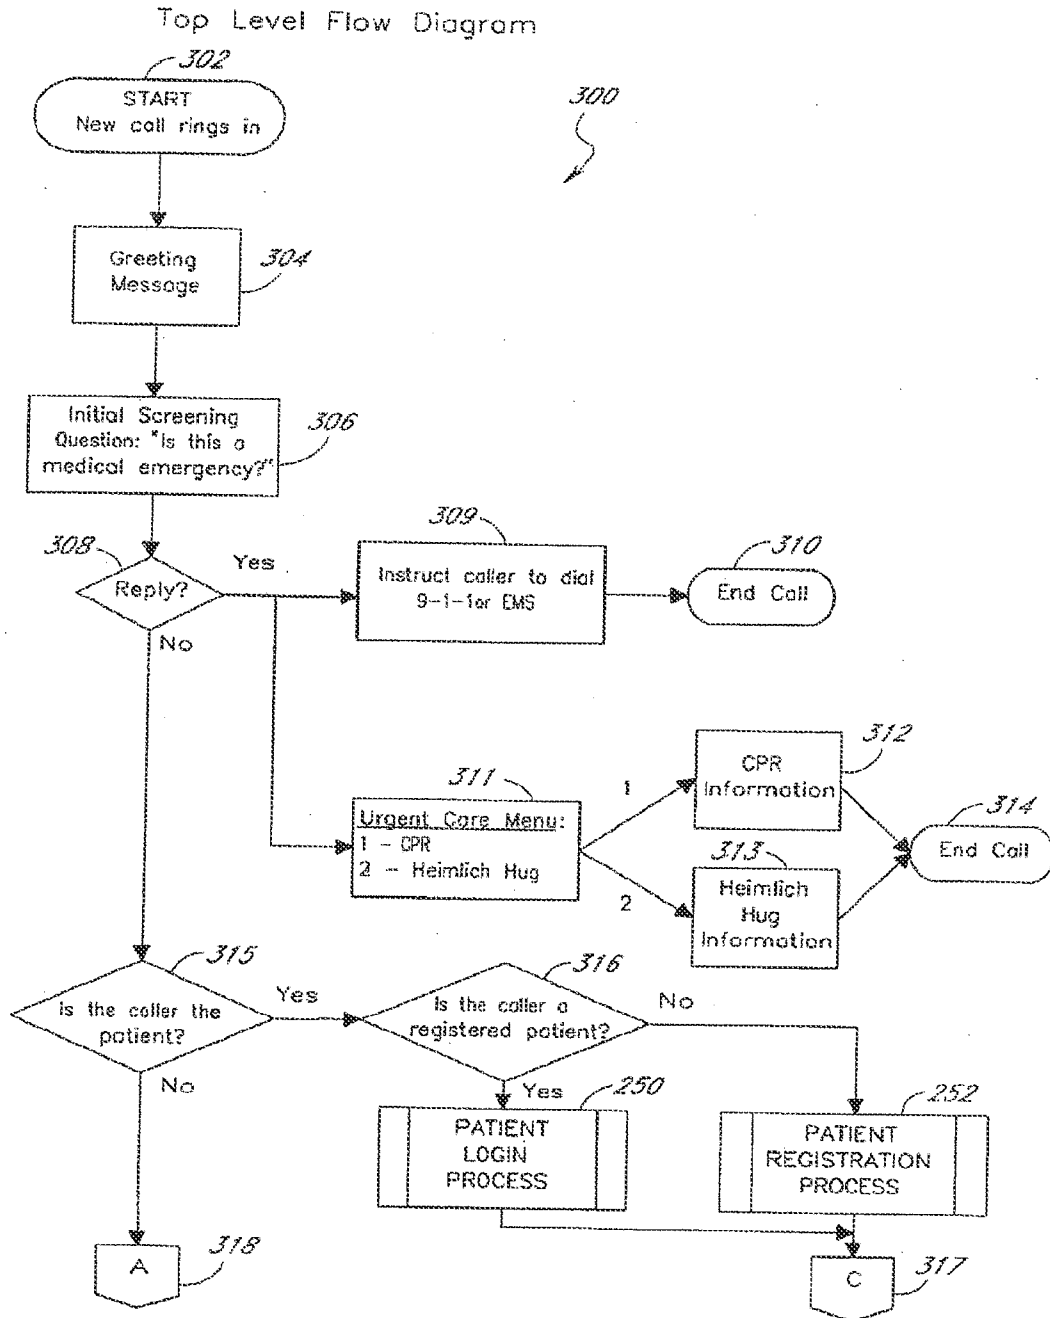 Top Level Flow Diagram
302
START
New call rings in
300
Greeting
Message
304
Initial Screening
Question: "Is this a
medical emergency?"
306
308
Reply?
Yes
No
309
Instruct caller to dial
9-1-1or EMS
310
End Call
311
Urgent Care Menu:
1 - CPR
2 - Heimlich Hug
1
2
312
CPR
Information
313
Heimlich
Hug
Information
314
End Call
315
Is the caller the
patient?
Yes
No
316
Is the caller a
registered patient?
No
Yes
250
PATIENT
LOGIN
PROCESS
252
PATIENT
REGISTRATION
PROCESS
A
318
C
317